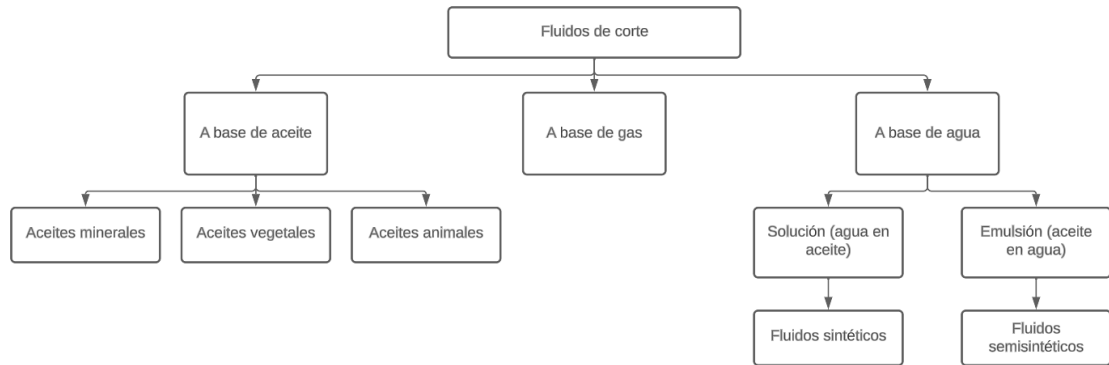 Fluidos de corte
A base de aceite
A base de gas
A base de agua
Aceites minerales
Aceites vegetales
Aceites animales
Solución (agua en
aceite)
Emulsión (aceite
en agua)
Fluidos sintéticos
Fluidos
semisintéticos